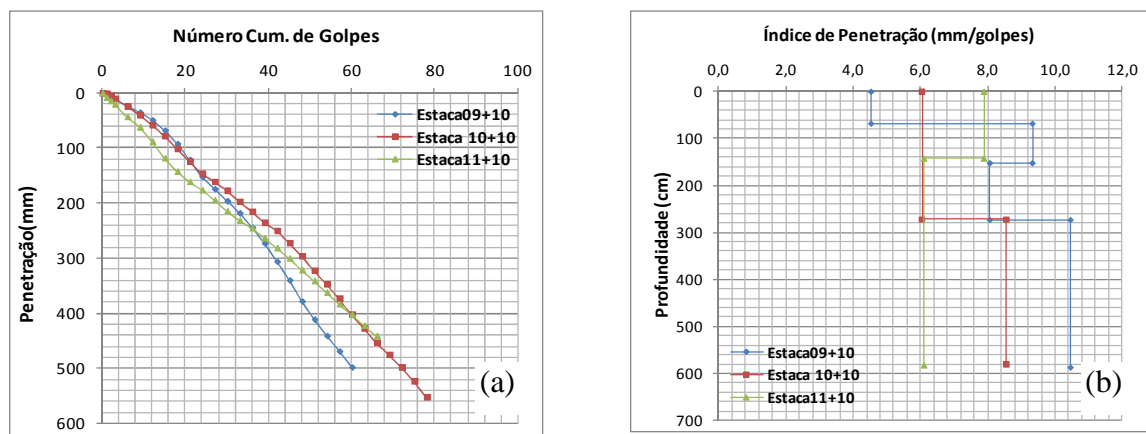 Número Cum. de Golpes
0 20 40 60 80 100
0
100
200
300
400
500
600
Penetração(mm)
Estaca09+10
Estaca 10+10
Estaca11+10
(a)
Índice de Penetração (mm/golpes)
0,0 2,0 4,0 6,0 8,0 10,0 12,0
0
100
200
300
400
500
600
700
Profundidade (cm)
Estaca09+10
Estaca 10+10
Estaca11+10
(b)